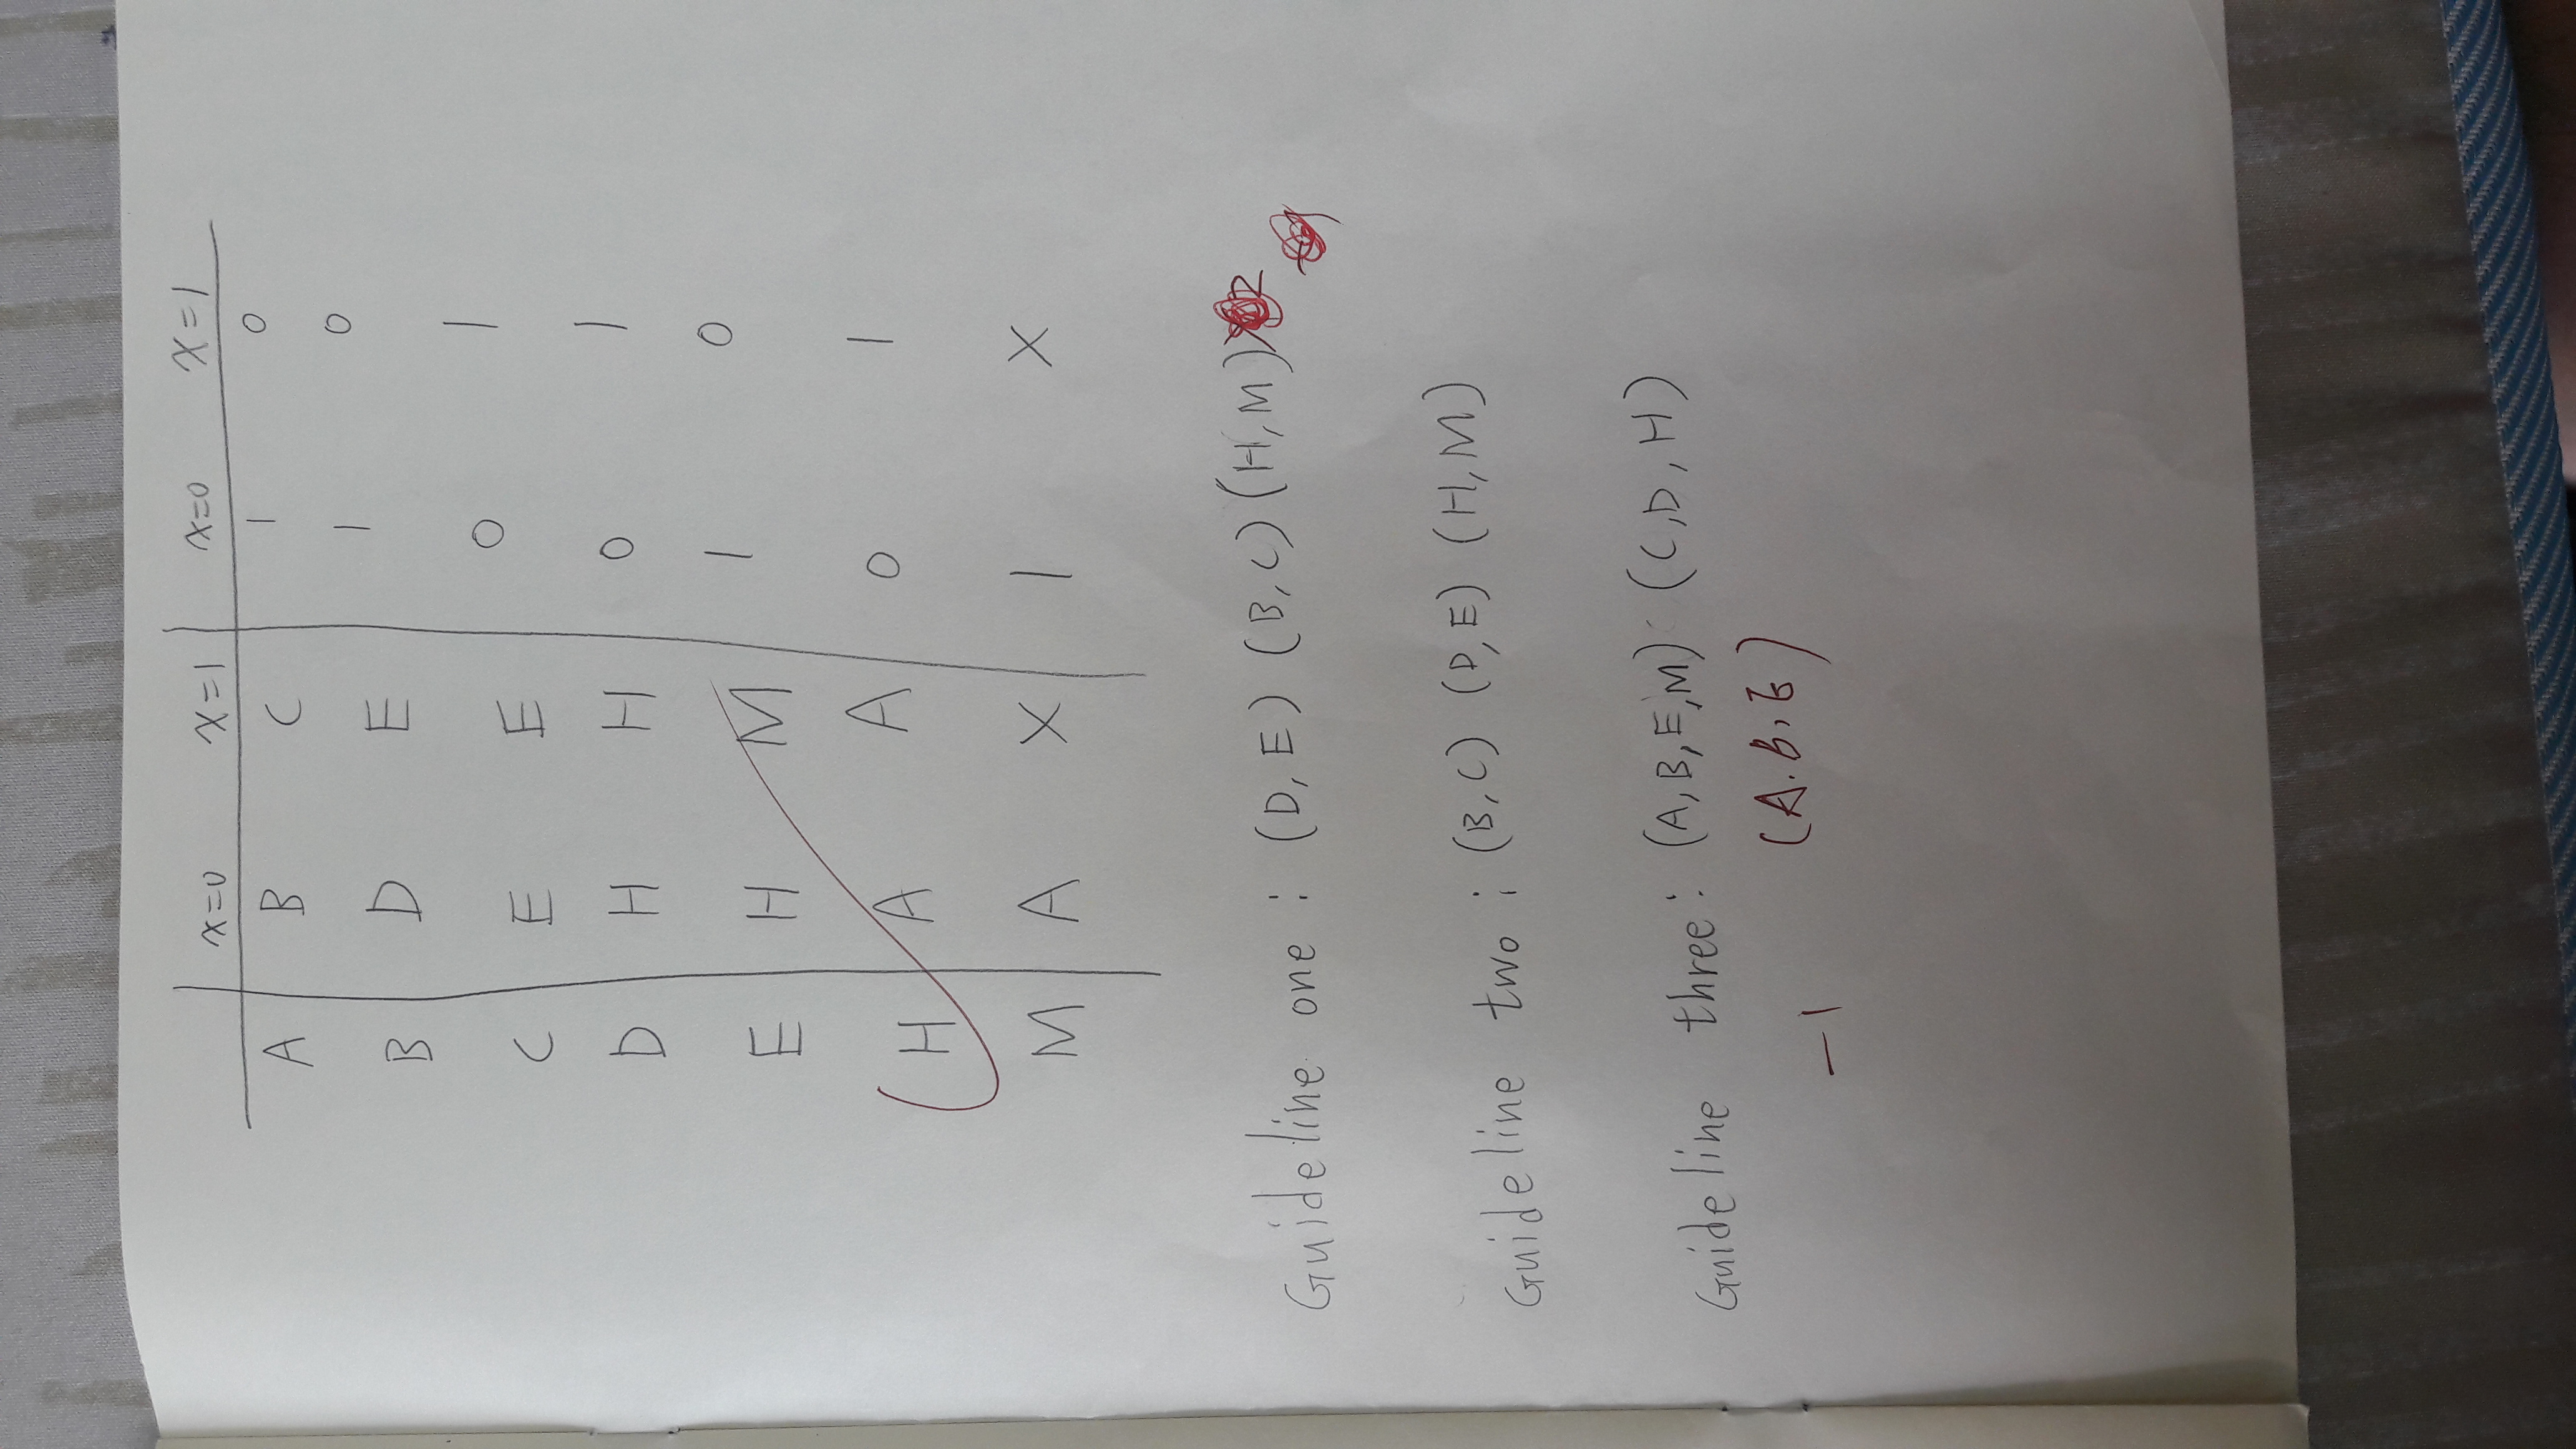 x=0 x=1 x=0 x=1
A B C 1 0
B D E 1 0
C E E 0 1
D H H 0 1
E H M 1 0
H A A 0 1
M A X 1 X
Guideline one : (D, E) (B, C) (H, M)
Guideline two : (B, C) (D, E) (H, M)
Guideline three : (A, B, E, M) (C, D, H)
(A. B, E)
-1